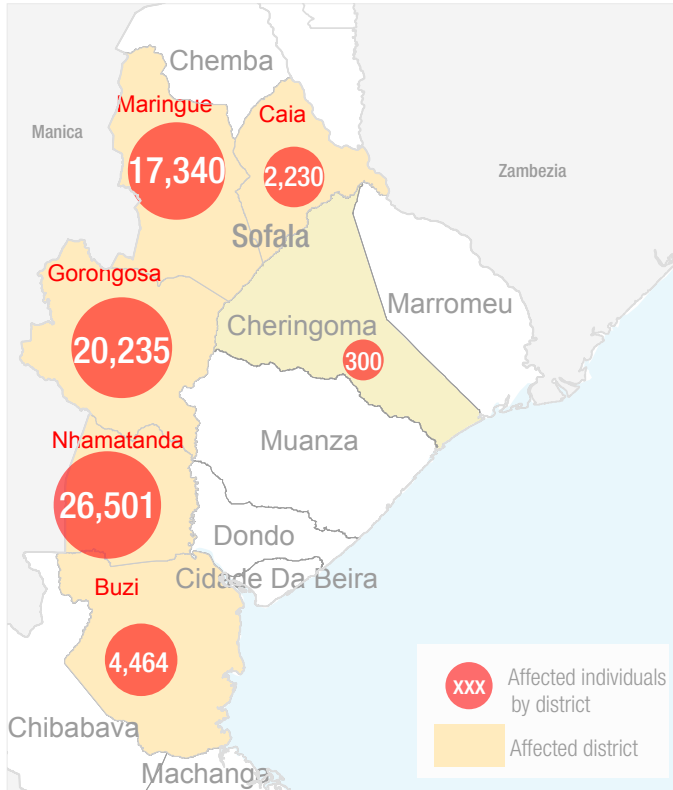 Chemba
Maringue
Caia
Manica
17,340
2,230
Zambezia
Sofala
Gorongosa
Marromeu
Cheringoma
20,235
300
Nhamatanda
Muanza
26,501
Dondo
Cidade Da Beira
Buzi
4,464
xxx
Affected individuals
by district
Chibabava
Affected district
Machanga